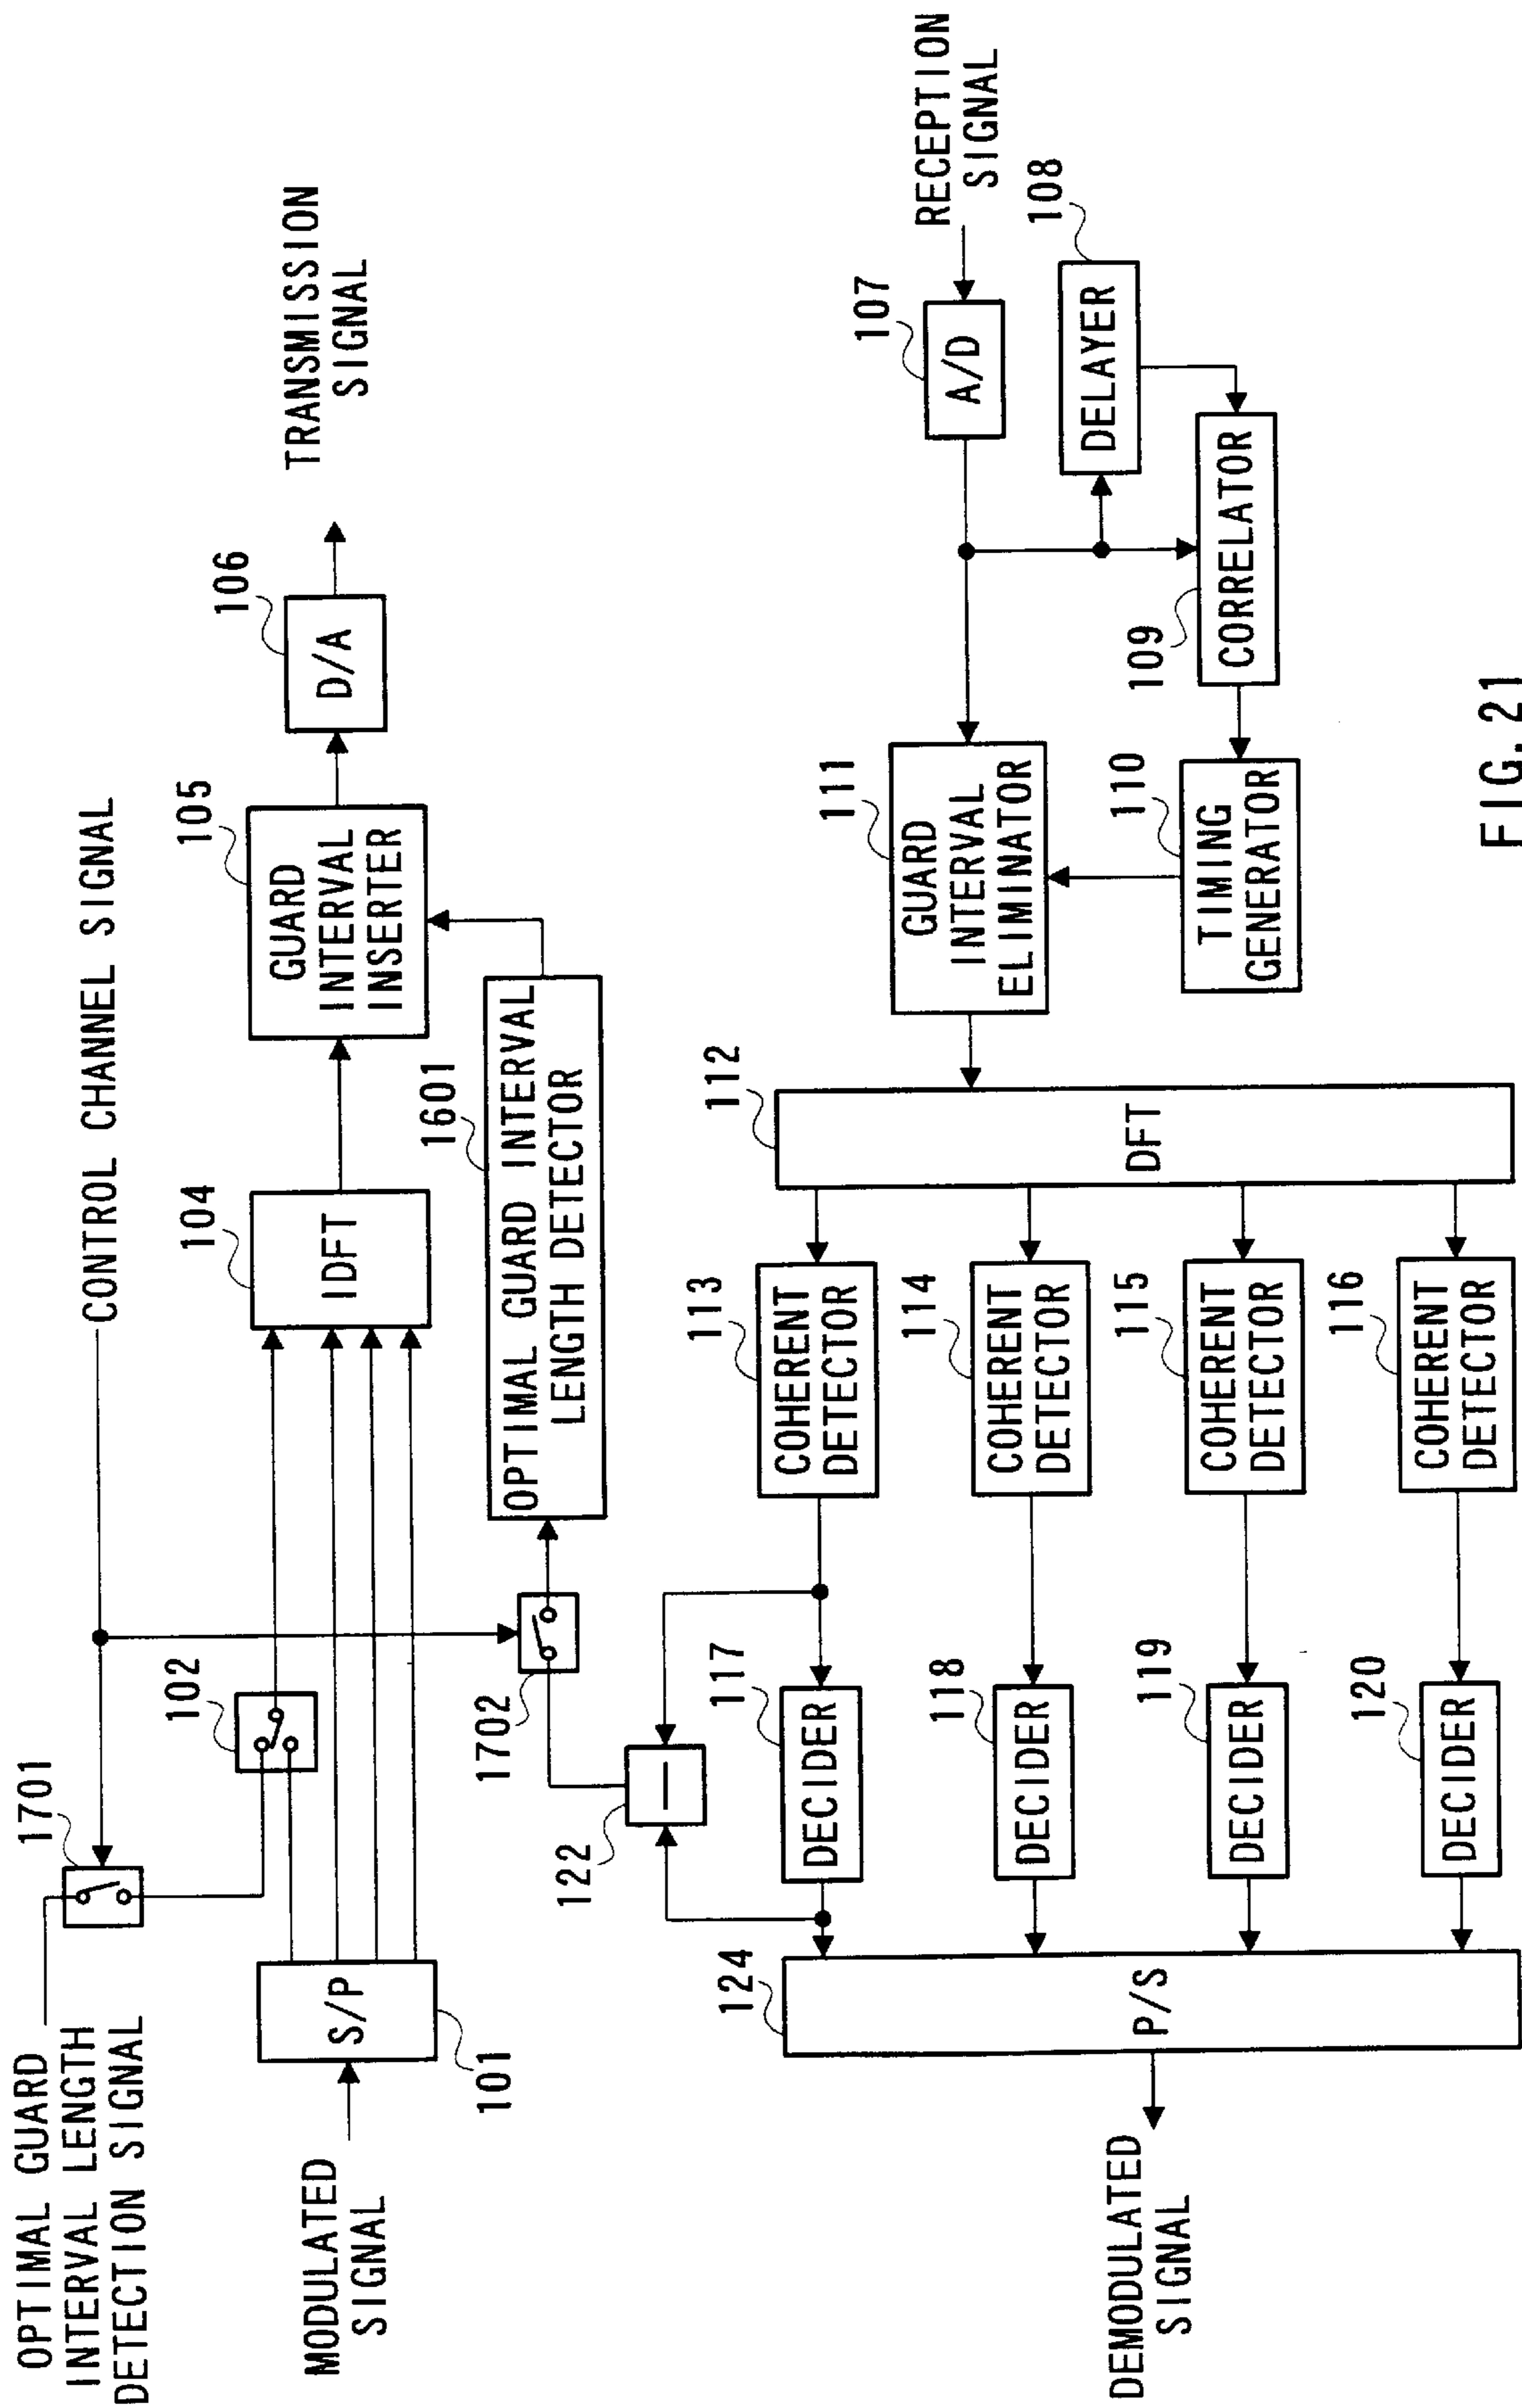 OPTIMAL GUARD
INTERVAL LENGTH
DETECTION SIGNAL
1701
CONTROL CHANNEL SIGNAL
MODULATED
SIGNAL
S/P
101
102
IDFT
104
GUARD
INTERVAL
INSERTER
105
D/A
106
TRANSMISSION
SIGNAL
1702
OPTIMAL GUARD INTERVAL
LENGTH DETECTOR
1601
122
DEMODULATED
SIGNAL
P/S
124
DECIDER
117
DECIDER
118
DECIDER
119
DECIDER
120
COHERENT
DETECTOR
113
COHERENT
DETECTOR
114
COHERENT
DETECTOR
115
COHERENT
DETECTOR
116
DFT
112
GUARD
INTERVAL
ELIMINATOR
111
TIMING
GENERATOR
110
A/D
107
RECEPTION
SIGNAL
DELAYER
108
CORRELATOR
109
FIG. 21